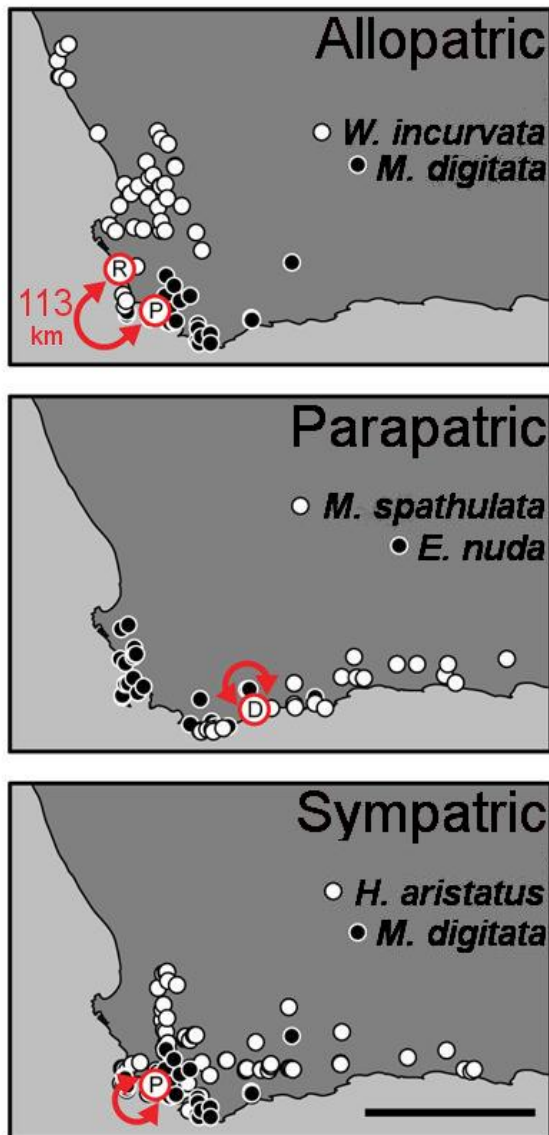 Allopatric
W. incurvata
M. digitata
R
P
113
km
Parapatric
M. spathulata
E. nuda
D
Sympatric
H. aristatus
M. digitata
P